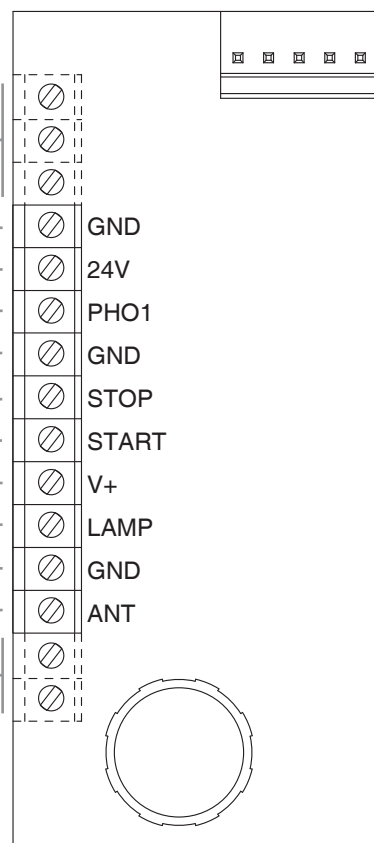 GND
24V
PHO1
GND
STOP
START
V+
LAMP
GND
ANT